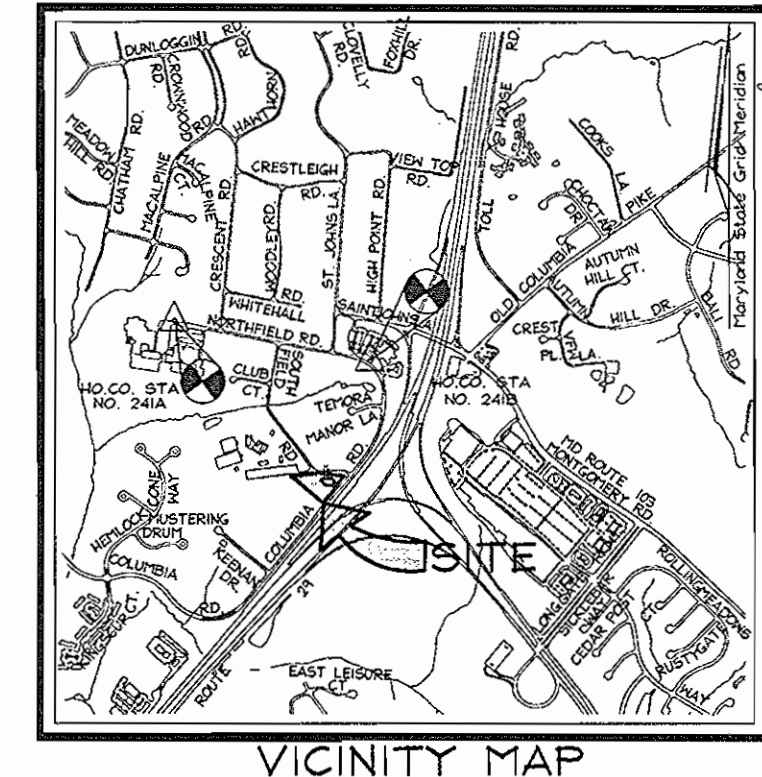 DUNLOGGIN RD.
RD.
CROWNWOOD RD.
HAWTHORN
CLOVELLY RD.
FOXHILL DR.
RD.
HOUSE
TOLL
MEADOW HILL RD.
CHATHAM RD.
MACALPINE RD.
MACALPINE CT.
CRESTLEIGH RD.
VIEW TOP RD.
COOKS LA
CHOCTAW DR.
PIKE
OLD COLUMBIA
Maryland State Grid Meridian
CRESCENT RD.
WOODLEY RD.
ST. JOHNS LA
HIGH POINT RD.
AUTUMN HILL CT.
AUTUMN HILL DR.
BALI RD.
WHITEHALL RD.
SAINT JOHNS LA
NORTHFIELD RD.
CREST
VIEW LA.
PL.
HO.CO. STA
NO. 241A
CLUB CT.
SOUTH FIELD RD
HO.CO. STA
NO. 241B
TEMORA
MANOR LA.
RD.
MD ROUTE 103
MONTGOMERY RD
HEMLOCK CONE WAY
MUSTERING DRUM
COLUMBIA RD.
KEENAN DR.
COLUMBIA
SITE
ROUTE 29
ROLLINGMEADOWS
LONG GATE
CEDAR POST CT
RUSTYGATE
WAY
KINGSCUP CT.
EAST LEISURE CT
VICINITY MAP